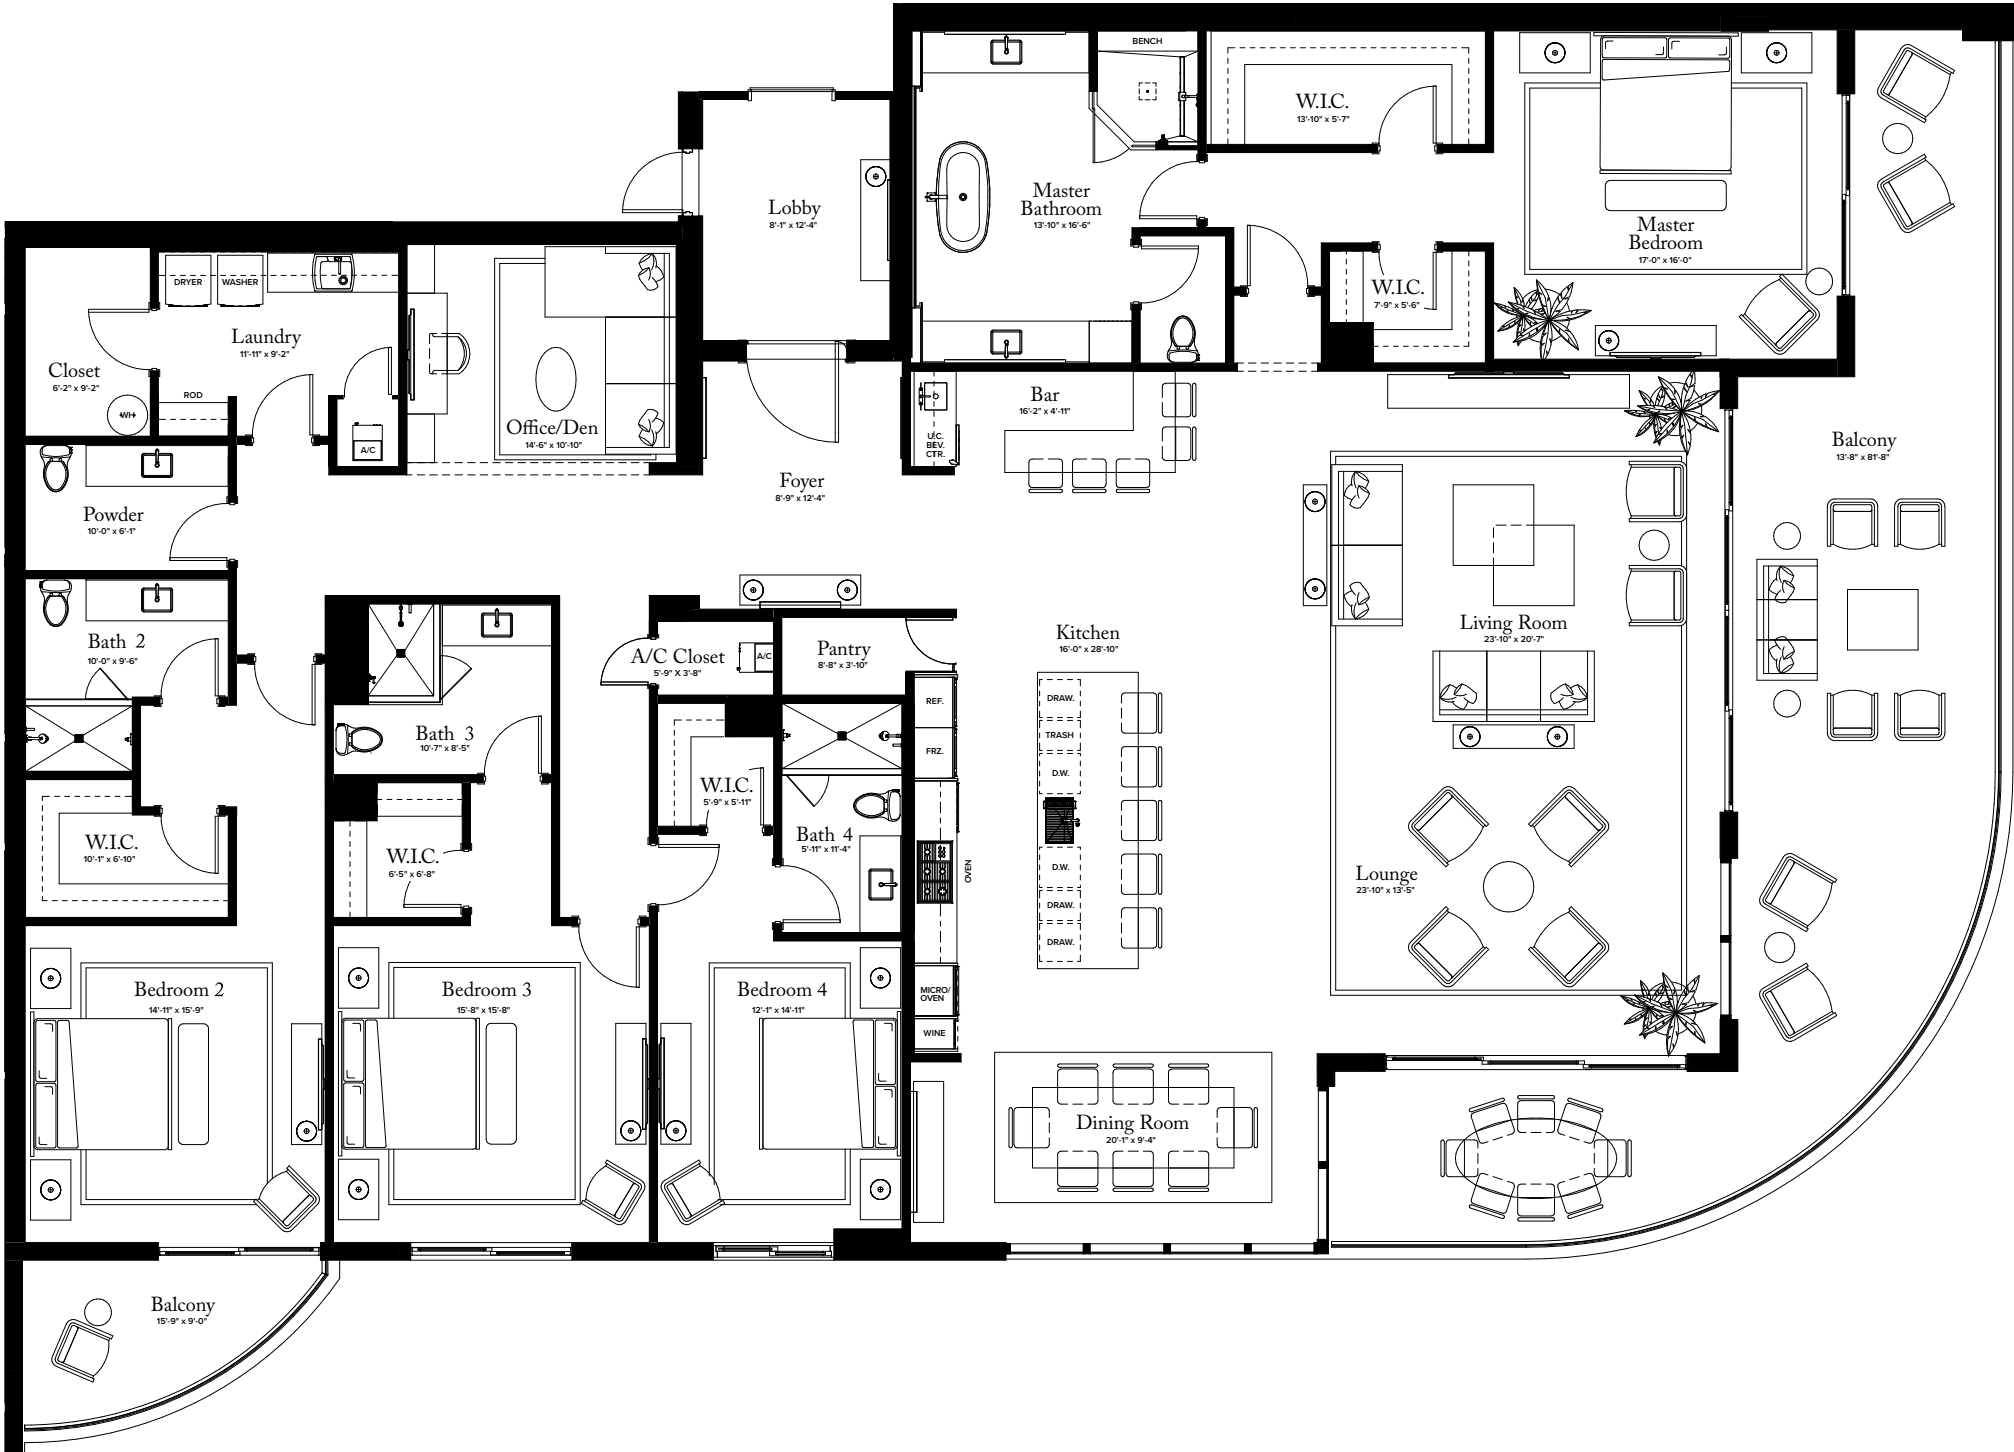 BENCH
W.I.C.
13'-10" x 5'-7"
Master
Bathroom
13'-10" x 16'-6"
Lobby
8'-1" x 12'-4"
Master
Bedroom
17'-0" x 16'-0"
W.I.C.
7'-9" x 5'-6"
DRYER
WASHER
Laundry
11'-11" x 9'-2"
Closet
6'-2" x 9'-2"
WH
ROD
A/C
Office/Den
14'-6" x 10'-10"
Bar
16'-2" x 4'-11"
U.C.
BEV.
CTR.
Balcony
13'-8" x 81'-8"
Foyer
8'-9" x 12'-4"
Powder
10'-0" x 6'-1"
Bath 2
10'-0" x 9'-6"
A/C Closet
5'-9" X 3'-8"
A/C
Pantry
8'-8" x 3'-10"
Kitchen
16'-0" x 28'-10"
Living Room
23'-10" x 20'-7"
REF.
FRZ.
DRAW.
TRASH
D.W.
Bath 3
10'-7" x 8'-5"
W.I.C.
5'-9" x 5'-11"
Bath 4
5'-11" x 11'-4"
W.I.C.
10'-1" x 6'-10"
W.I.C.
6'-5" x 6'-8"
OVEN
D.W.
DRAW.
DRAW.
Lounge
23'-10" x 13'-5"
Bedroom 2
14'-11" x 15'-9"
Bedroom 3
15'-8" x 15'-8"
Bedroom 4
12'-1" x 14'-11"
MICRO/
OVEN
WINE
Dining Room
20'-1" x 9'-4"
Balcony
15'-9" x 9'-0"